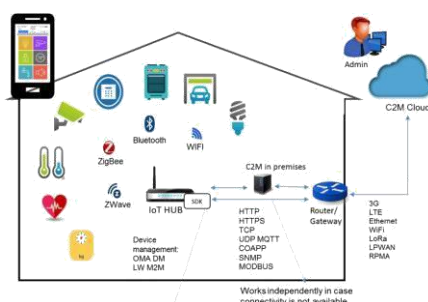 Admin
C2M Cloud
Bluetooth
WIFI
ZigBee
ZWave
IoT HUB
SDK
C2M in premises
Router/
Gateway
Device
management:
OMA DM
LW M2M
HTTP
HTTPS
TCP
UDP MQTT
COAPP
SNMP
MODBUS
3G
LTE
Ethernet
WiFi
LoRa
LPWAN
RPMA
Works independently in case
connectivity is not available